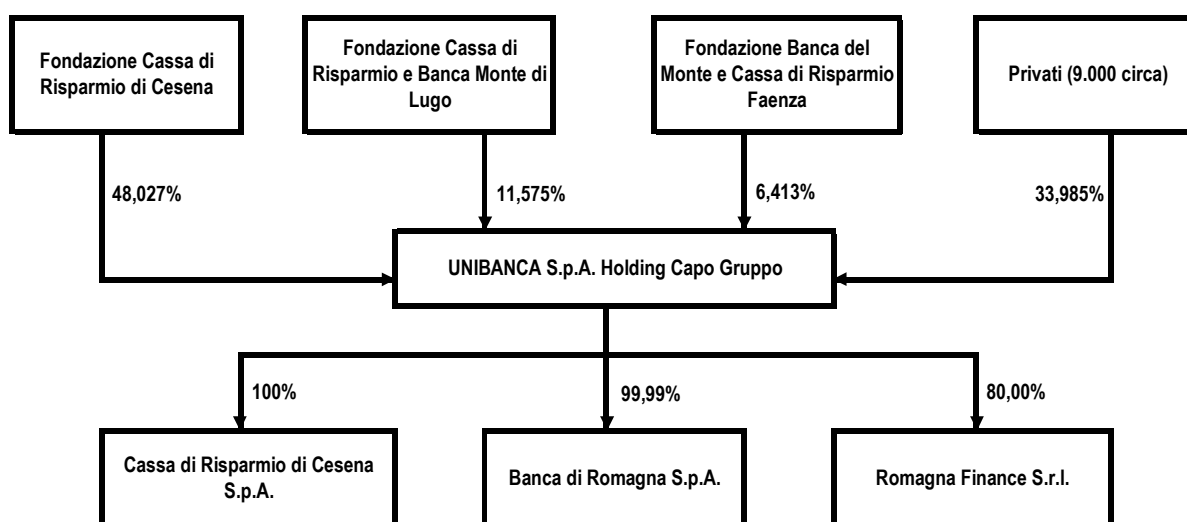 Fondazione Cassa di
Risparmio di Cesena
Fondazione Cassa di
Risparmio e Banca Monte di
Lugo
Fondazione Banca del
Monte e Cassa di Risparmio
Faenza
Privati (9.000 circa)
48,027%
11,575%
6,413%
33,985%
UNIBANCA S.p.A. Holding Capo Gruppo
100%
99,99%
80,00%
Cassa di Risparmio di Cesena
S.p.A.
Banca di Romagna S.p.A.
Romagna Finance S.r.l.